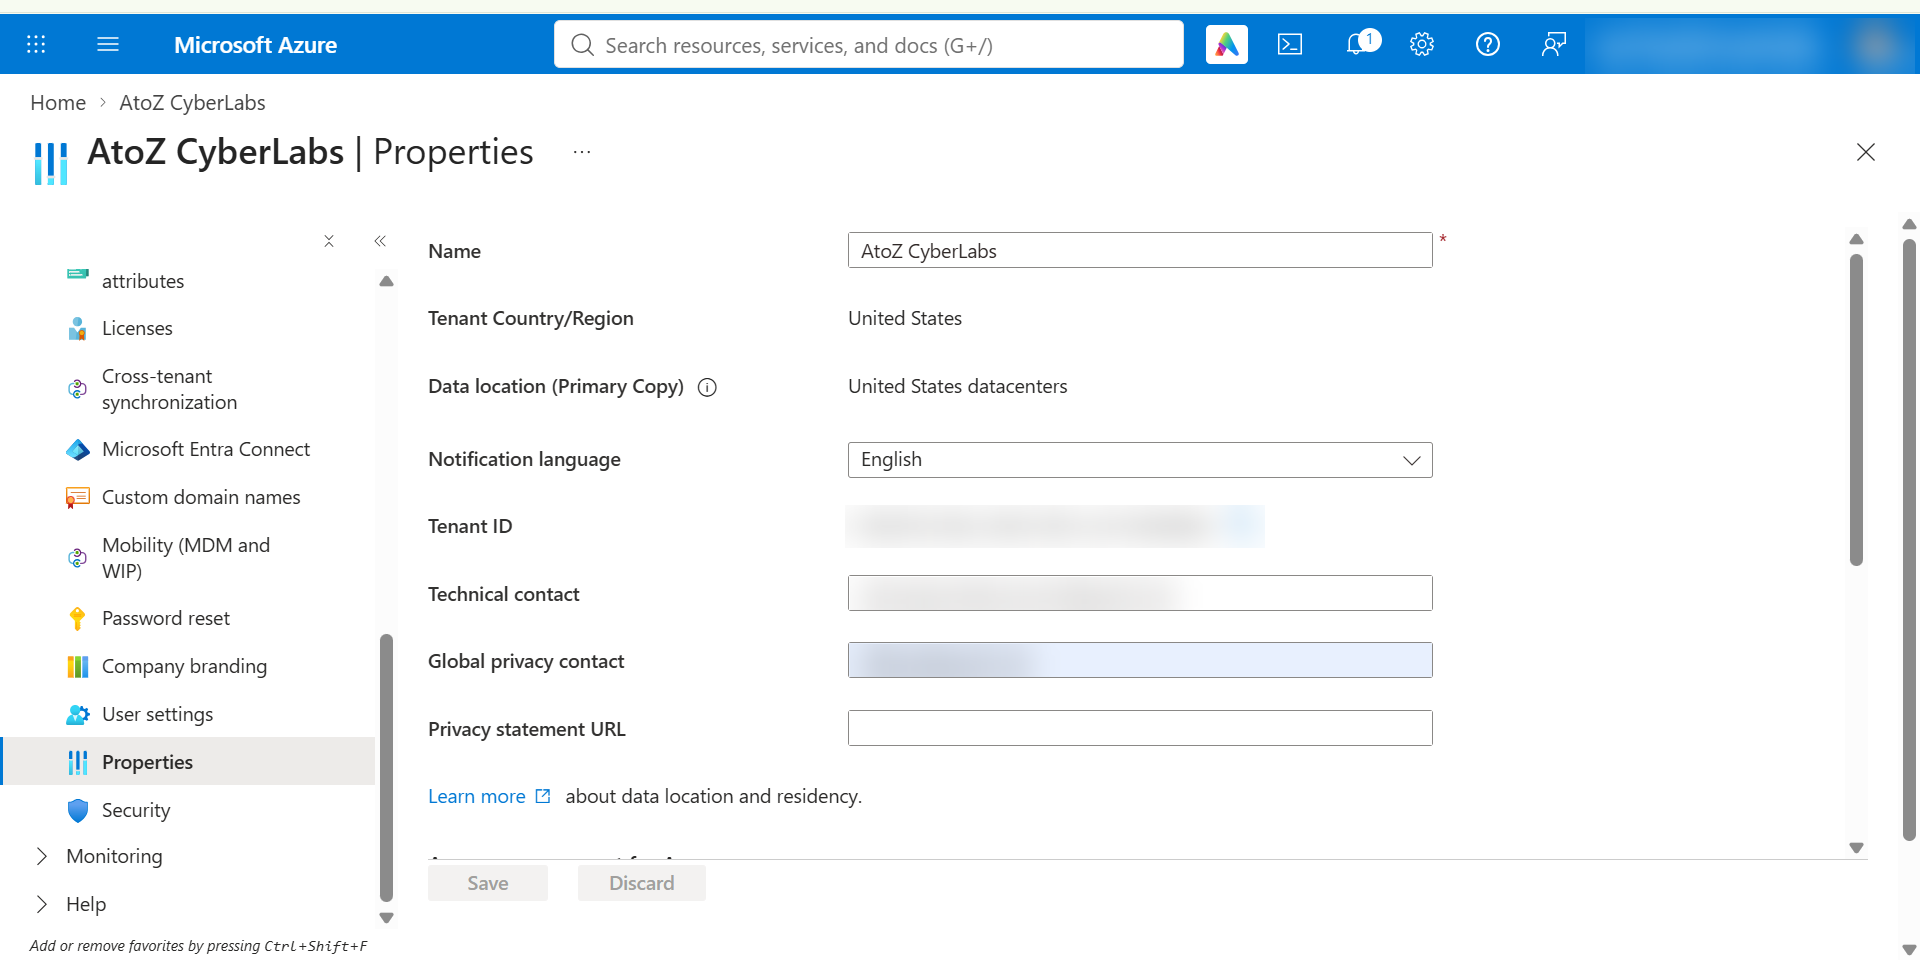 Microsoft Azure
Search resources, services, and docs (G+/)
1
Home > AtoZ CyberLabs
AtoZ CyberLabs | Properties ...
attributes
Licenses
Cross-tenant
synchronization
Microsoft Entra Connect
Custom domain names
Mobility (MDM and
WIP)
Password reset
Company branding
User settings
Properties
Security
Monitoring
Help
Add or remove favorites by pressing Ctrl+Shift+F
Name AtoZ CyberLabs *
Tenant Country/Region United States
Data location (Primary Copy) United States datacenters
Notification language English
Tenant ID
Technical contact
Global privacy contact
Privacy statement URL
Learn more about data location and residency.
Save Discard